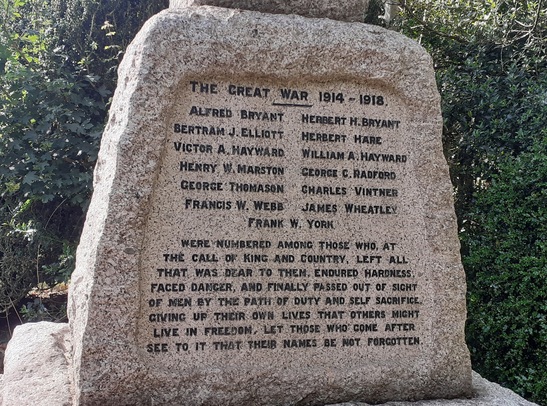 THE GREAT WAR 1914 - 1918.
ALFRED BRYANT HERBERT H. BRYANT
BERTRAM J. ELLIOTT HERBERT HARE
VICTOR A. HAYWARD WILLIAM A. HAYWARD
HENRY W. MARSTON GEORGE C. RADFORD
GEORGE THOMASON CHARLES VINTNER
FRANCIS W. WEBB JAMES WHEATLEY
FRANK W. YORK
WERE NUMBERED AMONG THOSE WHO, AT
THE CALL OF KING AND COUNTRY, LEFT ALL
THAT WAS DEAR TO THEM, ENDURED HARDNESS,
FACED DANGER, AND FINALLY PASSED OUT OF SIGHT
OF MEN BY THE PATH OF DUTY AND SELF SACRIFICE,
GIVING UP THEIR OWN LIVES THAT OTHERS MIGHT
LIVE IN FREEDOM, LET THOSE WHO COME AFTER
SEE TO IT THAT THEIR NAMES BE NOT FORGOTTEN.